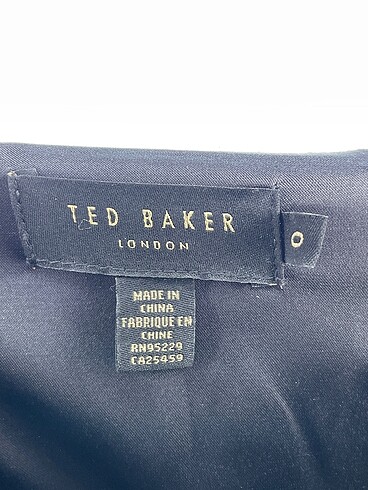 TED BAKER
LONDON
0
MADE IN
CHINA
FABRIQUE EN
CHINE
RN95229
CA25459